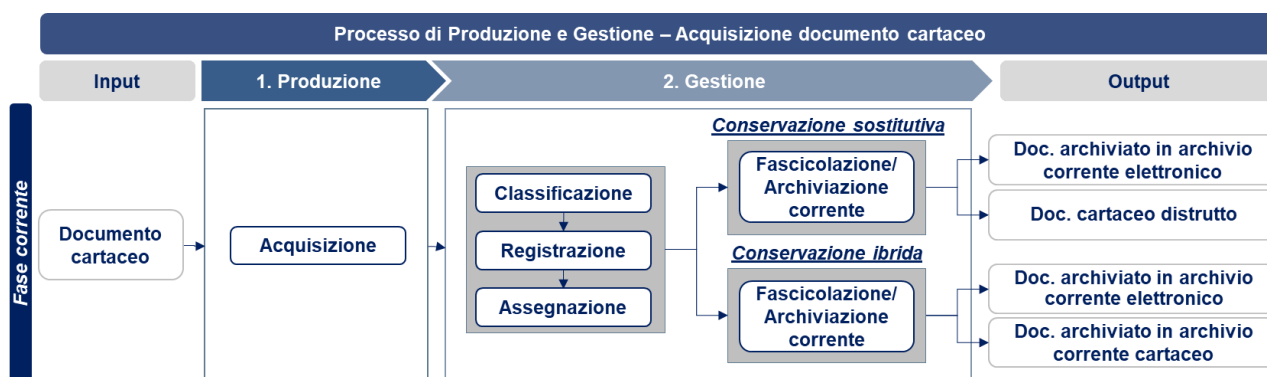 Processo di Produzione e Gestione – Acquisizione documento cartaceo
Input
1. Produzione
2. Gestione
Output
Fase corrente
Documento
cartaceo
Acquisizione
Classificazione
Registrazione
Assegnazione
Conservazione sostitutiva
Fascicolazione/
Archiviazione
corrente
Conservazione ibrida
Fascicolazione/
Archiviazione
corrente
Doc. archiviato in archivio
corrente elettronico
Doc. cartaceo distrutto
Doc. archiviato in archivio
corrente elettronico
Doc. archiviato in archivio
corrente cartaceo